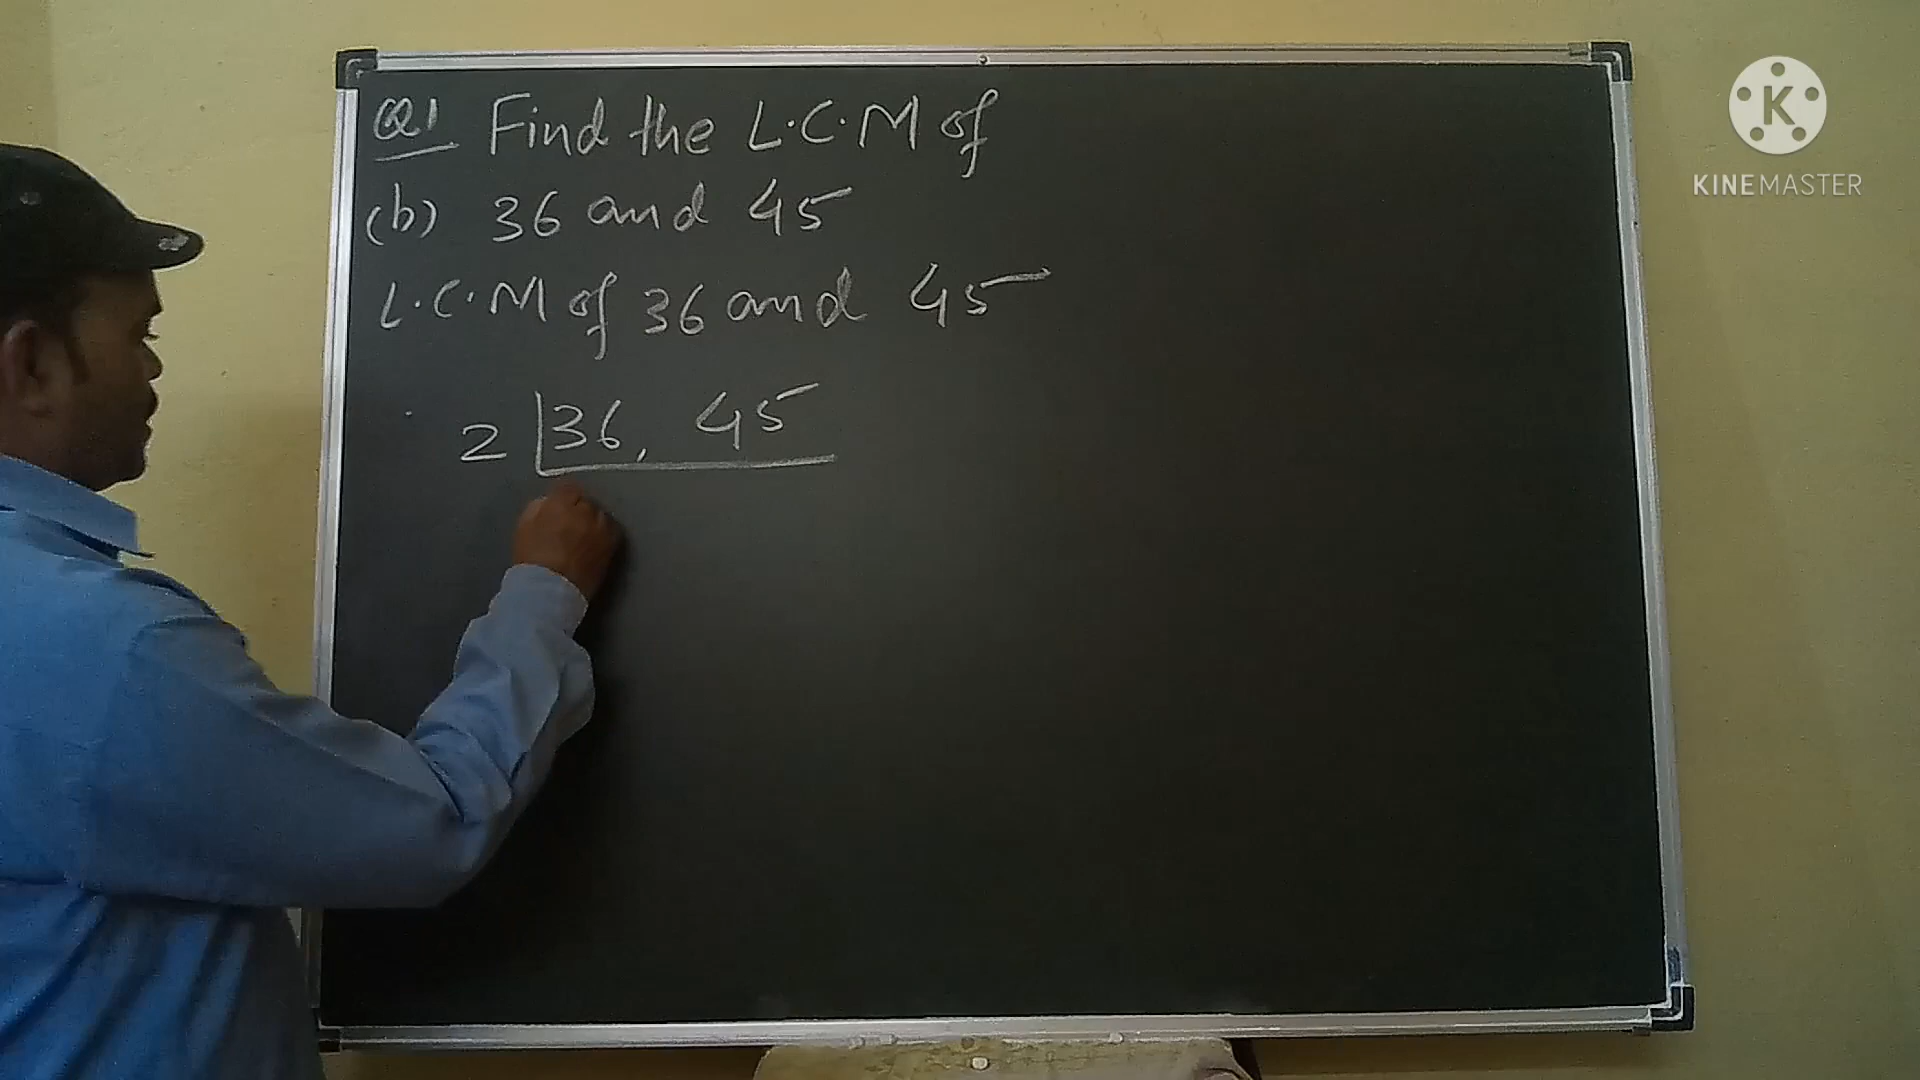 Q1 Find the L.C.M of
(b) 36 and 45
L.C.M of 36 and 45
2 36, 45
K
KINEMASTER